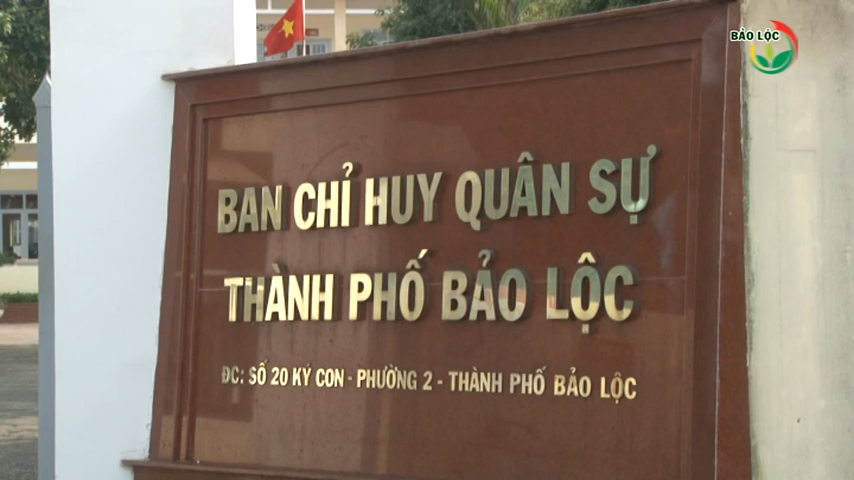 BẢO LỘC
BAN CHỈ HUY QUÂN SỰ
THÀNH PHỐ BẢO LỘC
ĐC: SỐ 20 KÝ CON - PHƯỜNG 2 - THÀNH PHỐ BẢO LỘC